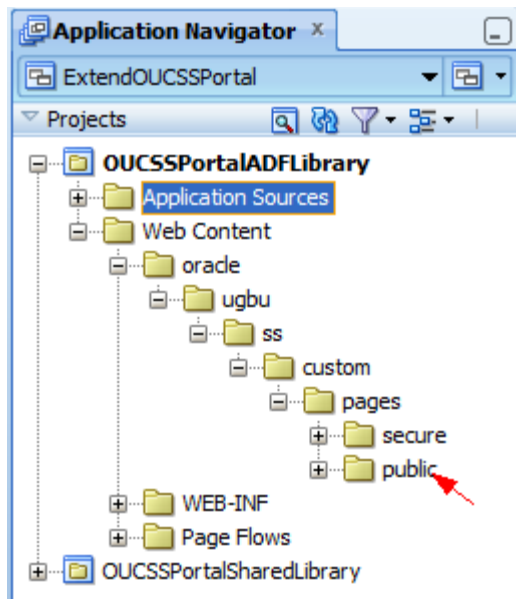 Application Navigator x
ExtendOUCSSPortal
Projects
OUCSSPortalADFLibrary
Application Sources
Web Content
oracle
ugbu
ss
custom
pages
secure
public
WEB-INF
Page Flows
OUCSSPortalSharedLibrary